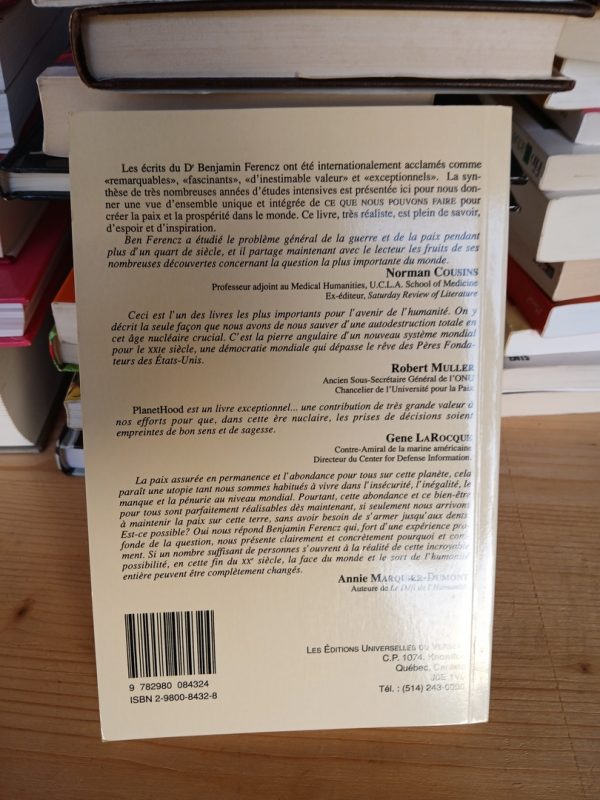 Les écrits du Dr Benjamin Ferencz ont été internationalement acclamés comme
«remarquables», «fascinants», «d'inestimable valeur» et «exceptionnels». La syn-
thèse de très nombreuses années d'études intensives est présentée ici pour nous don-
ner une vue d'ensemble unique et intégrée de CE QUE NOUS POUVONS FAIRE pour
créer la paix et la prospérité dans le monde. Ce livre, très réaliste, est plein de savoir,
d'espoir et d'inspiration.
Ben Ferencz a étudié le problème général de la guerre et de la paix pendant
plus d'un quart de siècle, et il partage maintenant avec le lecteur les fruits de ses
nombreuses découvertes concernant la question la plus importante du monde.
Norman COUSINS
Professeur adjoint au Medical Humanities, U.C.L.A. School of Medicine
Ex-éditeur, Saturday Review of Literature
Ceci est l'un des livres les plus importants pour l'avenir de l'humanité. On y
décrit la seule façon que nous avons de nous sauver d'une autodestruction totale en
cet âge nucléaire crucial. C'est la pierre angulaire d'un nouveau système mondial
pour le XXIe siècle, une démocratie mondiale qui dépasse le rêve des Pères Fonda-
teurs des États-Unis.
Robert MULLER
Ancien Sous-Secrétaire Général de l'ONU
Chancelier de l'Université pour la Paix
PlanetHood est un livre exceptionnel... une contribution de très grande valeur à
nos efforts pour que, dans cette ère nuclaire, les prises de décisions soient
empreintes de bon sens et de sagesse.
Gene LAROCQUE
Contre-Amiral de la marine américaine
Directeur du Center for Defense Information.
La paix assurée en permanence et l'abondance pour tous sur cette planète, cela
paraît une utopie tant nous sommes habitués à vivre dans l'insécurité, l'inégalité, le
manque et la pénurie au niveau mondial. Pourtant, cette abondance et ce bien-être
pour tous sont parfaitement réalisables dès maintenant, si seulement nous arrivons
à maintenir la paix sur cette terre, sans avoir besoin de s'armer jusqu'aux dents.
Est-ce possible? Oui nous répond Benjamin Ferencz qui, fort d'une expérience pro-
fonde de la question, nous présente clairement et concrètement pourquoi et com-
ment. Si un nombre suffisant de personnes s'ouvrent à la réalité de cette incroyable
possibilité, en cette fin du XXe siècle, la face du monde et le sort de l'humanité
entière peuvent être complètement changés.
Annie MARQUIER-DUMONT
Auteure de Le Défi de l'Humanité
LES ÉDITIONS UNIVERSELLES DU
C.P. 1074,
Québec, Canada
Tél. : (514) 243-
9 782980 084324
ISBN 2-9800-8432-8